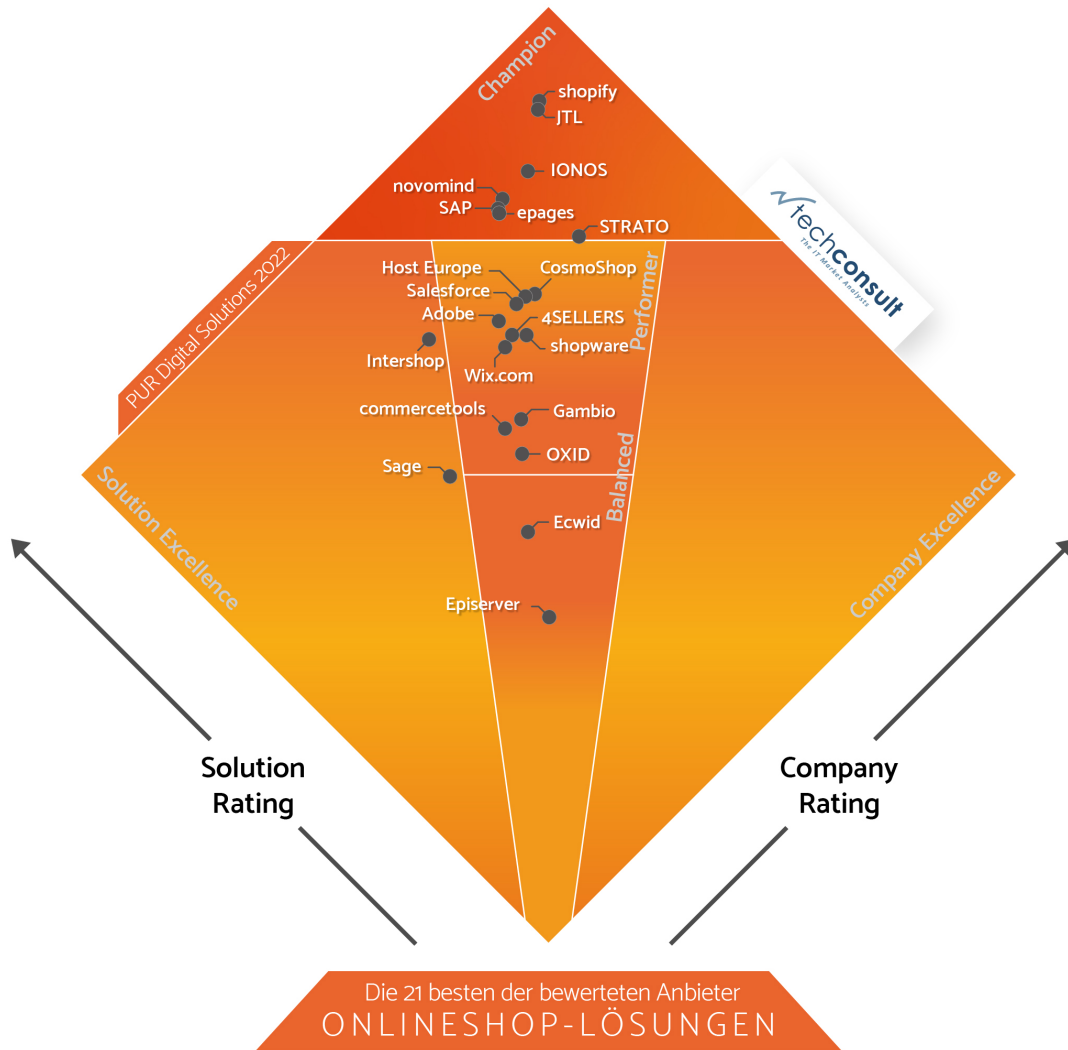 Champion
shopify
JTL
IONOS
novomind
SAP
epages
STRATO
techconsult
The IT Market Analysts
PUR Digital Solutions 2022
Performer
Host Europe
CosmoShop
Salesforce
Adobe
4SELLERS
shopware
Intershop
Wix.com
commercetools
Gambio
OXID
Balanced
Sage
Solution Excellence
Company Excellence
Ecwid
Episerver
Solution
Rating
Company
Rating
Die 21 besten der bewerteten Anbieter
ONLINESHOP-LÖSUNGEN